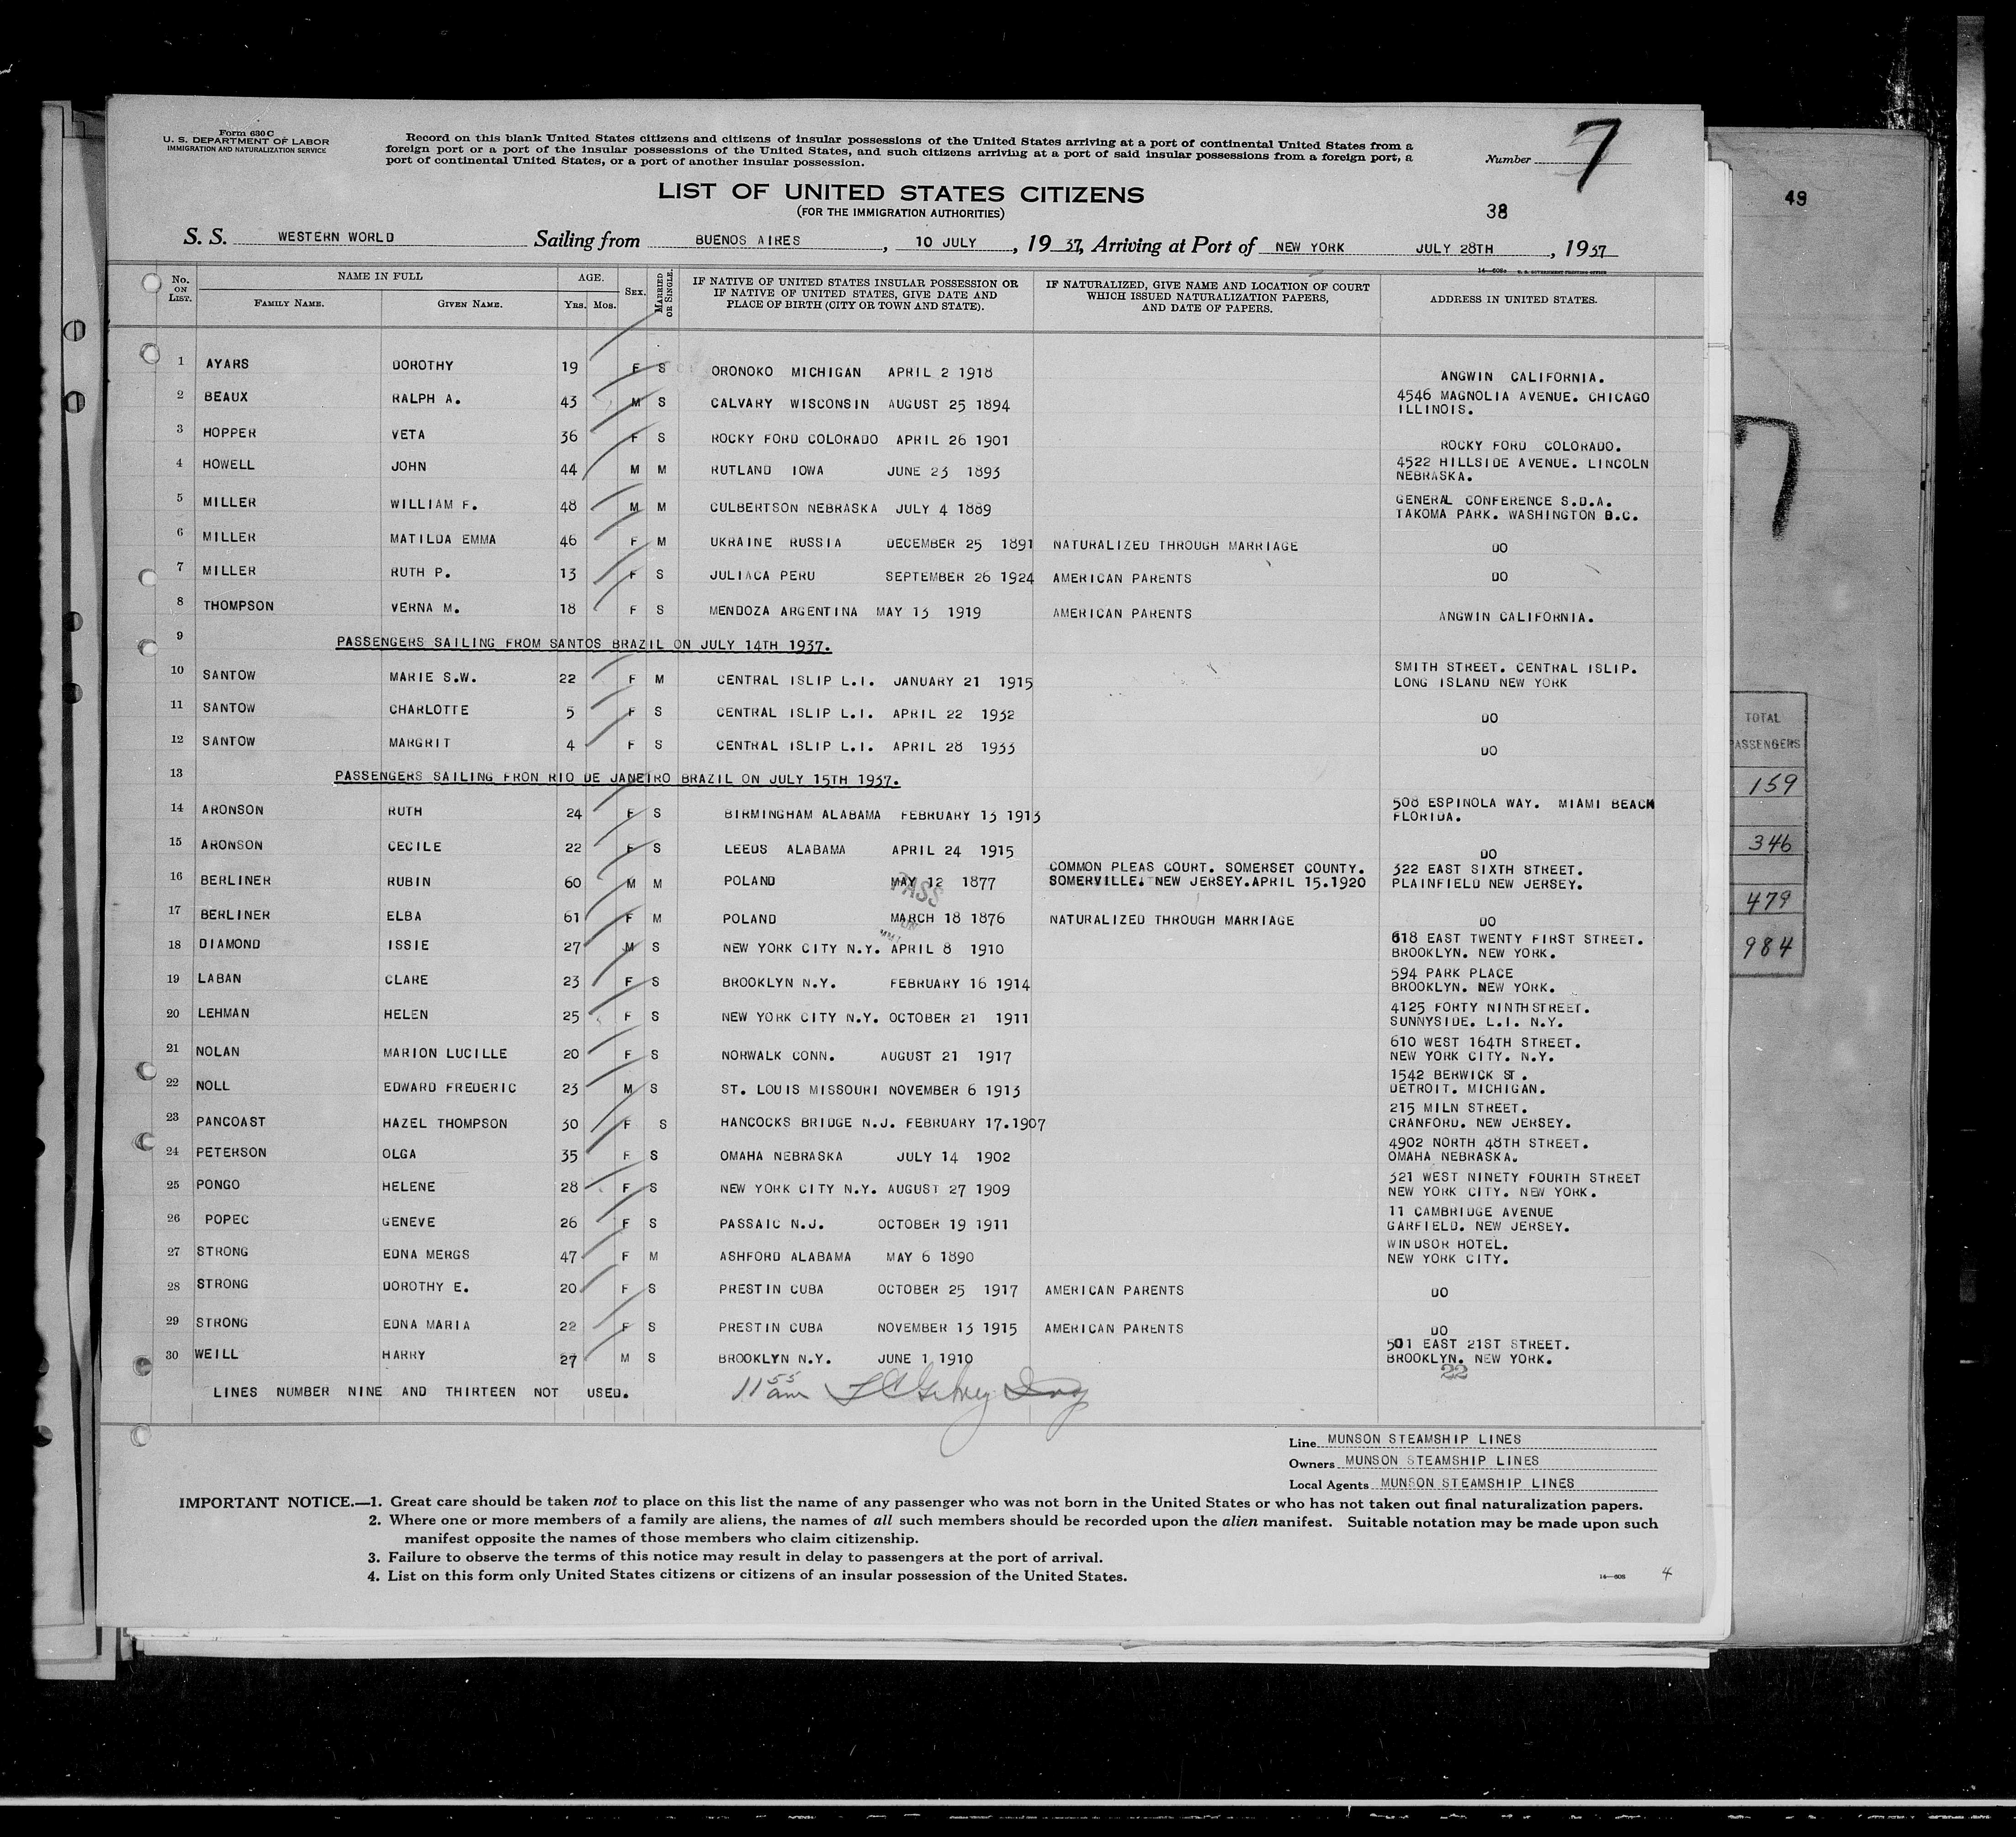 Form 630 C
U. S. DEPARTMENT OF LABOR
IMMIGRATION AND NATURALIZATION SERVICE
Record on this blank United States citizens and citizens of insular possessions of the United States arriving at a port of continental United States from a
foreign port or a port of the insular possessions of the United States, and such citizens arriving at a port of said insular possessions from a foreign port, a
port of continental United States, or a port of another insular possession.
Number 7
49
LIST OF UNITED STATES CITIZENS
(FOR THE IMMIGRATION AUTHORITIES)
38
S. S. WESTERN WORLD Sailing from BUENOS AIRES, 10 JULY, 19 37, Arriving at Port of NEW YORK JULY 28TH, 1937
No. ON LIST. NAME IN FULL FAMILY NAME. GIVEN NAME. AGE. YRS. MOS. SEX. MARRIED OR SINGLE. IF NATIVE OF UNITED STATES INSULAR POSSESSION OR IF NATIVE OF UNITED STATES, GIVE DATE AND PLACE OF BIRTH (CITY OR TOWN AND STATE). IF NATURALIZED, GIVE NAME AND LOCATION OF COURT WHICH ISSUED NATURALIZATION PAPERS, AND DATE OF PAPERS. ADDRESS IN UNITED STATES.
1 AYARS DOROTHY 19 F S ORONOKO MICHIGAN APRIL 2 1918 ANGWIN CALIFORNIA.
2 BEAUX RALPH A. 43 M S CALVARY WISCONSIN AUGUST 25 1894 4546 MAGNOLIA AVENUE. CHICAGO
ILLINOIS.
3 HOPPER VETA 36 F S ROCKY FORD COLORADO APRIL 26 1901 ROCKY FORD COLORADO.
4 HOWELL JOHN 44 M M RUTLAND IOWA JUNE 23 1893 4522 HILLSIDE AVENUE. LINCOLN
NEBRASKA.
5 MILLER WILLIAM F. 48 M M CULBERTSON NEBRASKA JULY 4 1889 GENERAL CONFERENCE S.D.A.
TAKOMA PARK. WASHINGTON D.C.
6 MILLER MATILDA EMMA 46 F M UKRAINE RUSSIA DECEMBER 25 1891 NATURALIZED THROUGH MARRIAGE DO
7 MILLER RUTH P. 13 F S JULIACA PERU SEPTEMBER 26 1924 AMERICAN PARENTS DO
8 THOMPSON VERNA M. 18 F S MENDOZA ARGENTINA MAY 13 1919 AMERICAN PARENTS ANGWIN CALIFORNIA.
9 PASSENGERS SAILING FROM SANTOS BRAZIL ON JULY 14TH 1937.
10 SANTOW MARIE S.W. 22 F M CENTRAL ISLIP L.I. JANUARY 21 1915 SMITH STREET. CENTRAL ISLIP.
LONG ISLAND NEW YORK
11 SANTOW CHARLOTTE 5 F S CENTRAL ISLIP L.I. APRIL 22 1932 DO
12 SANTOW MARGRIT 4 F S CENTRAL ISLIP L.I. APRIL 28 1933 DO
13 PASSENGERS SAILING FRON RIO DE JANEIRO BRAZIL ON JULY 15TH 1937.
14 ARONSON RUTH 24 F S BIRMINGHAM ALABAMA FEBRUARY 13 1913 508 ESPINOLA WAY. MIAMI BEACH
FLORIDA.
15 ARONSON CECILE 22 F S LEEDS ALABAMA APRIL 24 1915 DO
16 BERLINER RUBIN 60 M M POLAND MAY 12 1877 COMMON PLEAS COURT. SOMERSET COUNTY. SOMERVILLE. NEW JERSEY.APRIL 15.1920 322 EAST SIXTH STREET.
PLAINFIELD NEW JERSEY.
PASS
17 BERLINER ELBA 61 F M POLAND MARCH 18 1876 NATURALIZED THROUGH MARRIAGE DO
18 DIAMOND ISSIE 27 M S NEW YORK CITY N.Y. APRIL 8 1910 618 EAST TWENTY FIRST STREET.
BROOKLYN. NEW YORK.
19 LABAN CLARE 23 F S BROOKLYN N.Y. FEBRUARY 16 1914 594 PARK PLACE
BROOKLYN. NEW YORK.
20 LEHMAN HELEN 25 F S NEW YORK CITY N.Y. OCTOBER 21 1911 4125 FORTY NINTH STREET.
SUNNYSIDE. L.I. N.Y.
21 NOLAN MARION LUCILLE 20 F S NORWALK CONN. AUGUST 21 1917 610 WEST 164TH STREET.
NEW YORK CITY. N.Y.
22 NOLL EDWARD FREDERIC 23 M S ST. LOUIS MISSOURI NOVEMBER 6 1913 1542 BERWICK ST.
DETROIT. MICHIGAN.
23 PANCOAST HAZEL THOMPSON 30 F S HANCOCKS BRIDGE N.J. FEBRUARY 17.1907 215 MILN STREET.
CRANFORD. NEW JERSEY.
24 PETERSON OLGA 35 F S OMAHA NEBRASKA JULY 14 1902 4902 NORTH 48TH STREET.
OMAHA NEBRASKA.
25 PONGO HELENE 28 F S NEW YORK CITY N.Y. AUGUST 27 1909 321 WEST NINETY FOURTH STREET
NEW YORK CITY. NEW YORK.
26 POPEC GENEVE 26 F S PASSAIC N.J. OCTOBER 19 1911 11 CAMBRIDGE AVENUE
GARFIELD. NEW JERSEY.
27 STRONG EDNA MERGS 47 F M ASHFORD ALABAMA MAY 6 1890 WINDSOR HOTEL.
NEW YORK CITY.
28 STRONG DOROTHY E. 20 F S PRESTIN CUBA OCTOBER 25 1917 AMERICAN PARENTS DO
29 STRONG EDNA MARIA 22 F S PRESTIN CUBA NOVEMBER 13 1915 AMERICAN PARENTS DO
30 WEILL HARRY 27 M S BROOKLYN N.Y. JUNE 1 1910 501 EAST 21ST STREET.
BROOKLYN. NEW YORK.
22
LINES NUMBER NINE AND THIRTEEN NOT USED. 11 55 am
Line MUNSON STEAMSHIP LINES
Owners MUNSON STEAMSHIP LINES
Local Agents MUNSON STEAMSHIP LINES
IMPORTANT NOTICE.—1. Great care should be taken not to place on this list the name of any passenger who was not born in the United States or who has not taken out final naturalization papers.
2. Where one or more members of a family are aliens, the names of all such members should be recorded upon the alien manifest. Suitable notation may be made upon such
manifest opposite the names of those members who claim citizenship.
3. Failure to observe the terms of this notice may result in delay to passengers at the port of arrival.
4. List on this form only United States citizens or citizens of an insular possession of the United States.
14—608
4
TOTAL
PASSENGERS
159
346
479
984